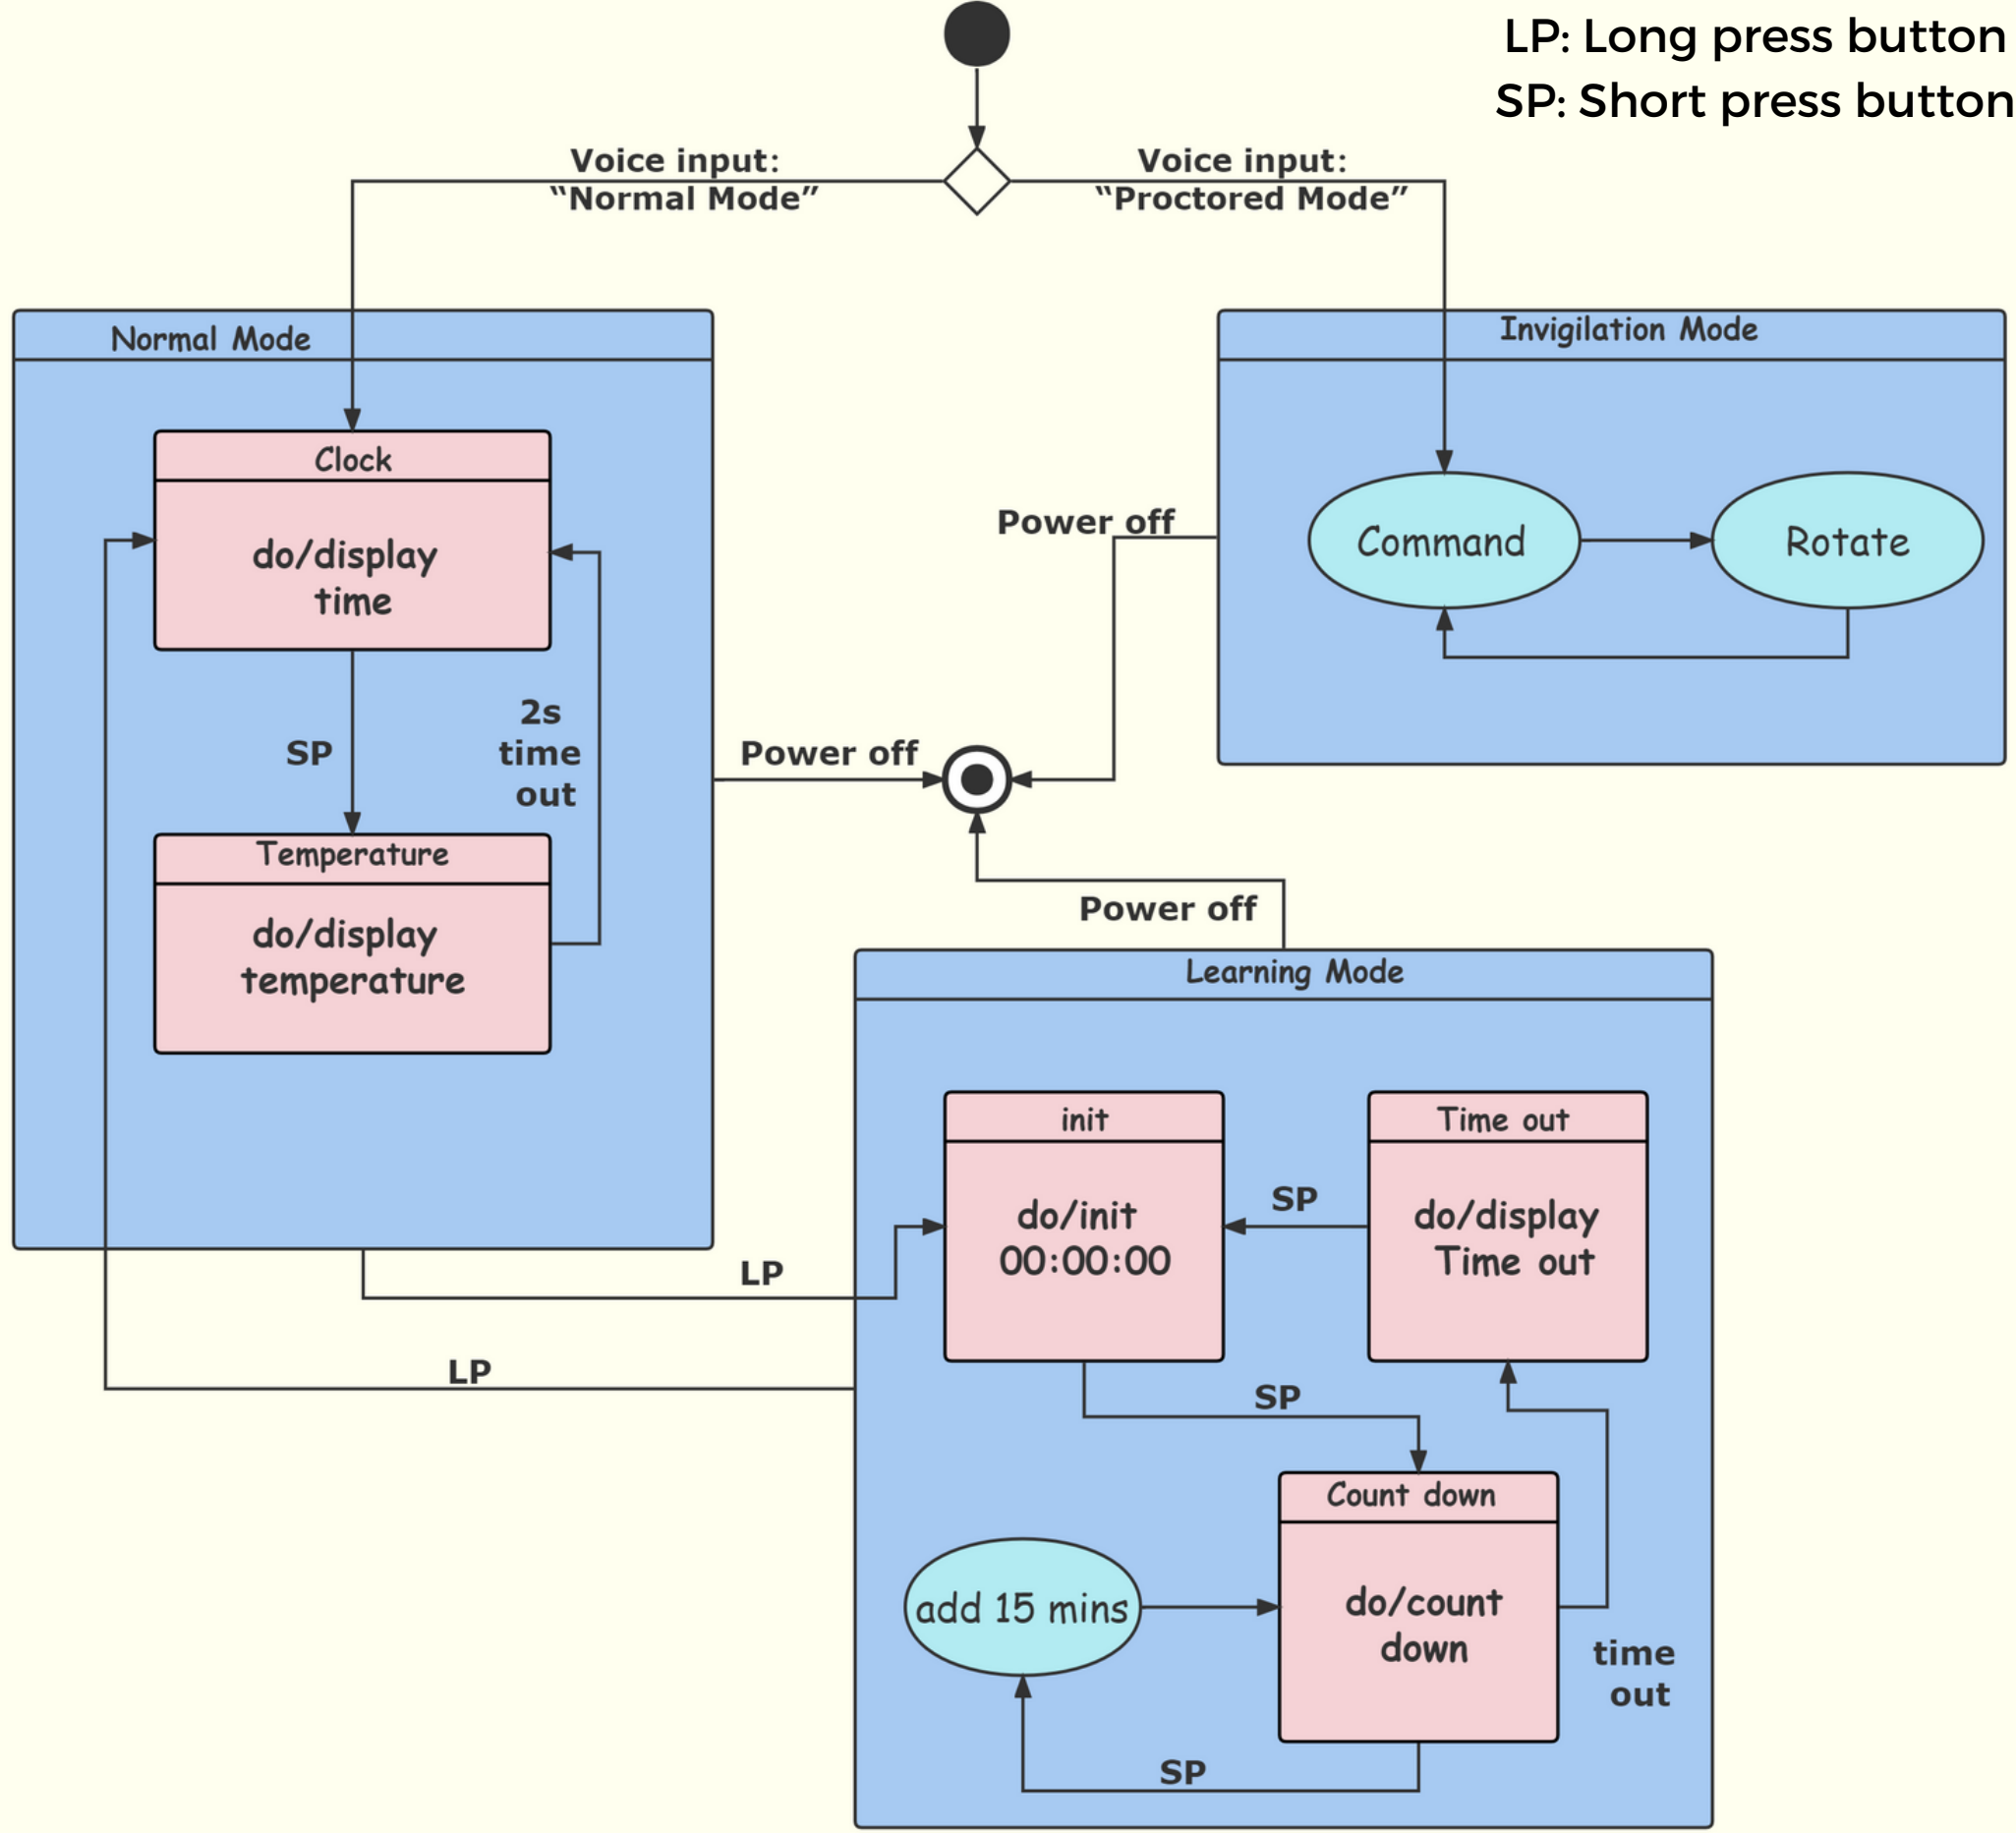 LP: Long press button
SP: Short press button
Voice input:
“Normal Mode”
Voice input:
“Proctored Mode”
Normal Mode
Clock
do/display
time
SP
2s
time
out
Temperature
do/display
temperature
Invigilation Mode
Command
Rotate
Power off
Power off
Power off
LP
LP
Learning Mode
init
do/init
00:00:00
SP
Time out
do/display
Time out
SP
Count down
do/count
down
add 15 mins
time
out
SP